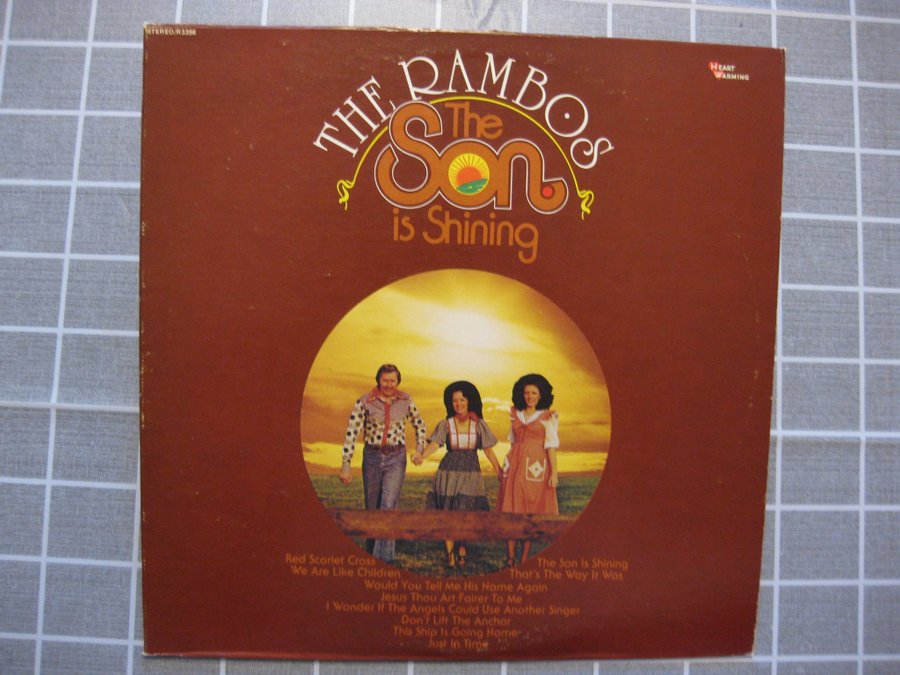 STEREO/R3398
HEART
WARMING
THE RAMBOS
The
Son
is Shining
Red Scarlet Cross
The Son Is Shining
We Are Like Children
That's The Way It Was
Would You Tell Me His Name Again
Jesus Thou Art Fairer To Me
I Wonder If The Angels Could Use Another Singer
Don't Lift The Anchor
This Ship Is Going Home
Just In Time